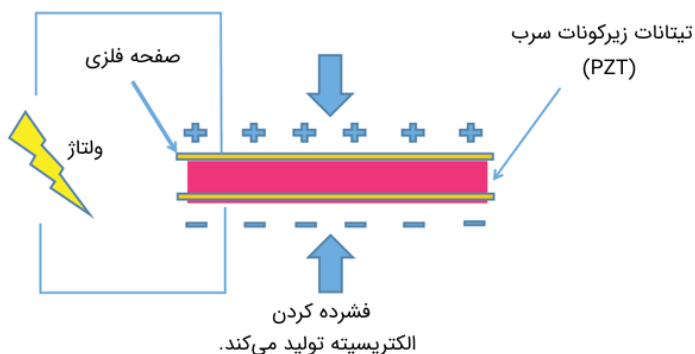 تیتانات زیرکونات سرب
(PZT)
صفحه فلزی
ولتاژ
فشرده کردن
الکتریسیته تولید می‌کند.